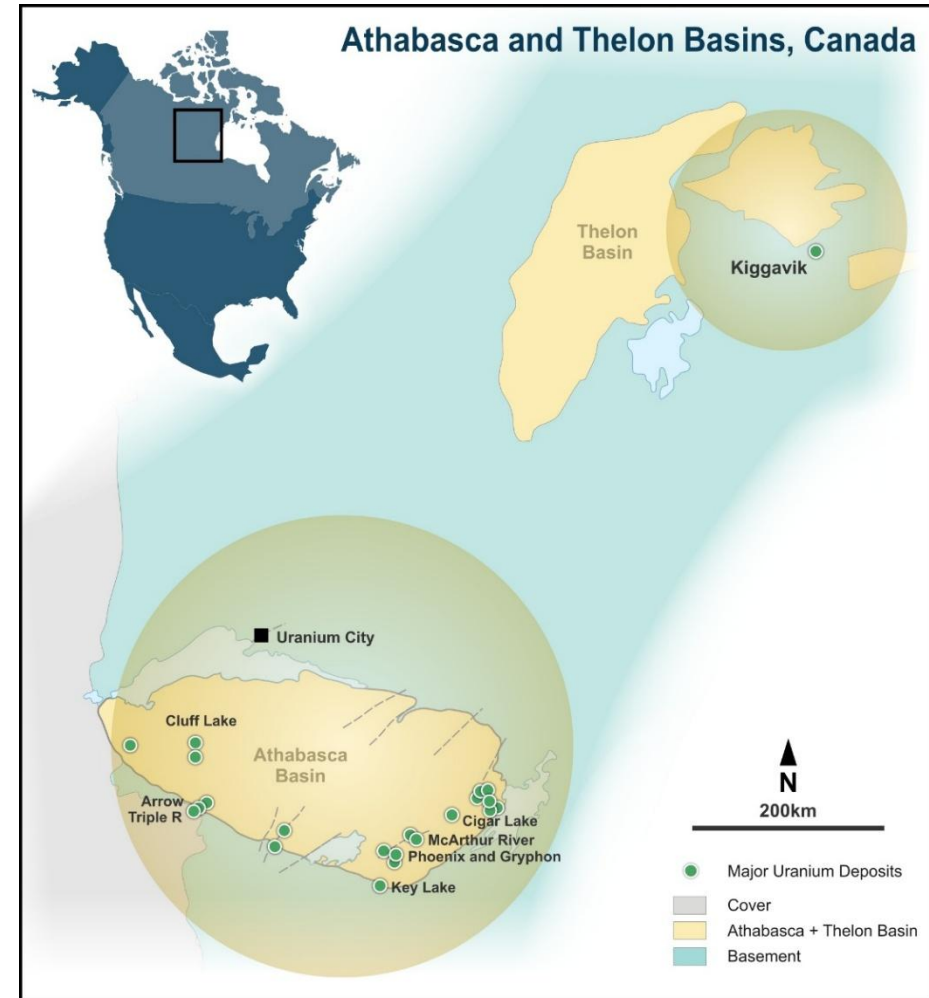 Athabasca and Thelon Basins, Canada
Thelon
Basin
Kiggavik
Uranium City
Cluff Lake
Athabasca
Basin
Arrow
Triple R
Cigar Lake
McArthur River
Phoenix and Gryphon
Key Lake
N
200km
Major Uranium Deposits
Cover
Athabasca + Thelon Basin
Basement